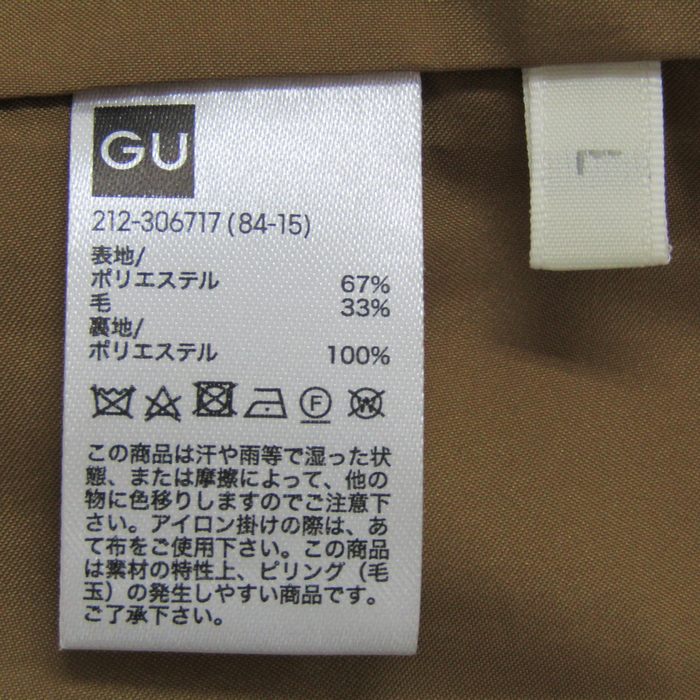 GU
212-306717 (84-15)
表地/
ポリエステル 67%
毛 33%
裏地/
ポリエステル 100%
F
W
この商品は汗や雨等で湿った状
態、または摩擦によって、他の
物に色移りしますのでご注意下
さい。アイロン掛けの際は、あ
て布をご使用下さい。この商品
は素材の特性上、ピリング（毛
玉）の発生しやすい商品です。
ご了承下さい。
L